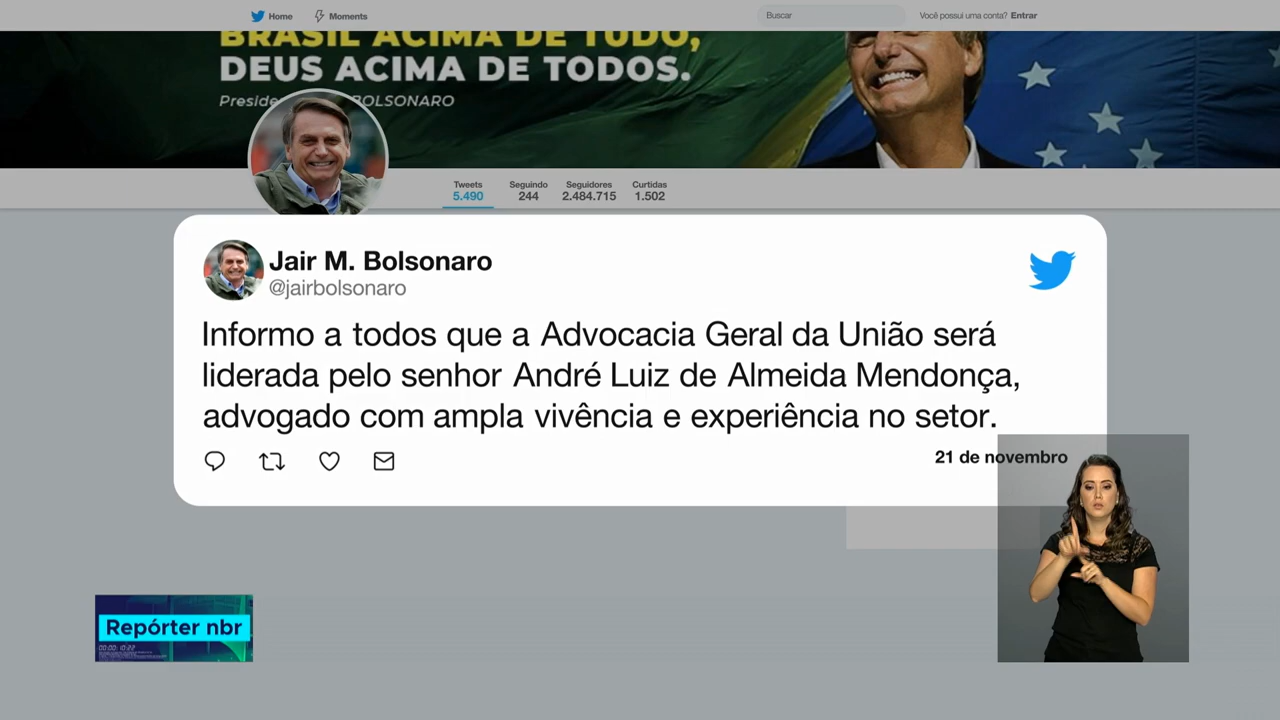 Home Moments Buscar Você possui uma conta? Entrar
BRASIL ACIMA DE TUDO,
DEUS ACIMA DE TODOS.
Preside BOLSONARO
Tweets Seguindo Seguidores Curtidas
5.490 244 2.484.715 1.502
Jair M. Bolsonaro
@jairbolsonaro
Informo a todos que a Advocacia Geral da União será
liderada pelo senhor André Luiz de Almeida Mendonça,
advogado com ampla vivência e experiência no setor.
21 de novembro
Repórter nbr